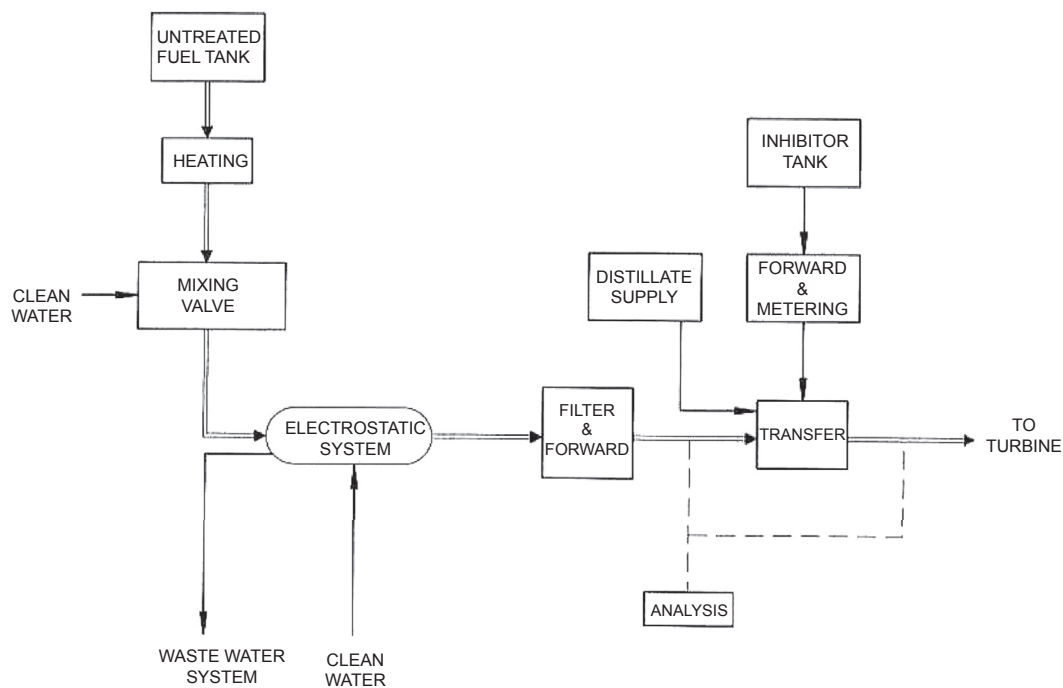 UNTREATED
FUEL TANK
HEATING
INHIBITOR
TANK
MIXING
VALVE
CLEAN
WATER
DISTILLATE
SUPPLY
FORWARD
&
METERING
ELECTROSTATIC
SYSTEM
FILTER
&
FORWARD
TRANSFER
TO
TURBINE
ANALYSIS
WASTE WATER
SYSTEM
CLEAN
WATER